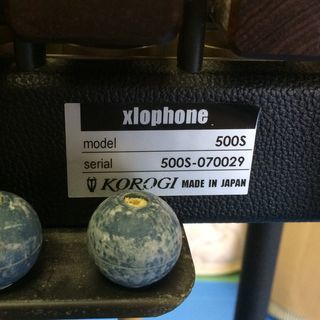 xlophone
model 500S
serial 500S-070029
KOROGI MADE IN JAPAN